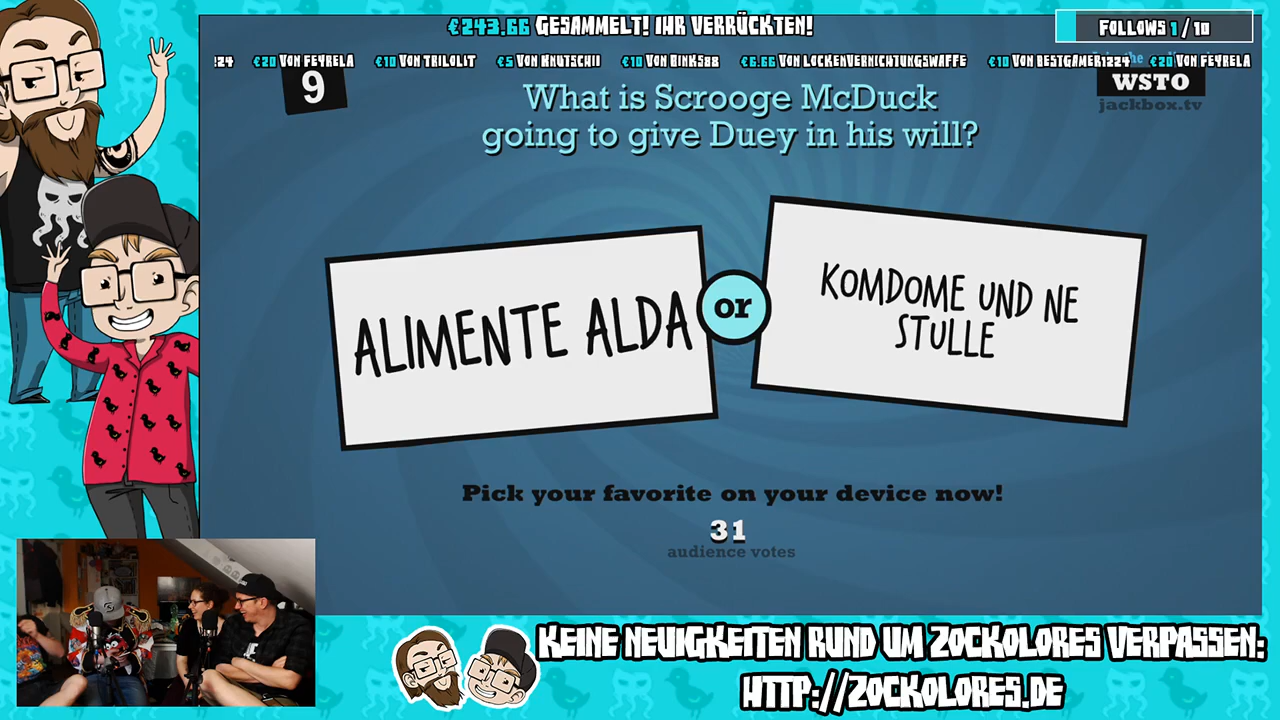 €243.66 GESAMMELT! IHR VERRÜCKTEN!
FOLLOWS 1 / 10
:24 €20 VON FEYRELA €10 VON TRILOLIT €5 VON KNUTSCHII €10 VON BINK588 €6.66 VON LOCKENVERNICHTUNGSWAFFE €10 VON BESTGAMER1224 €20 VON FEYRELA
9
WSTO
jackbox.tv
What is Scrooge McDuck
going to give Duey in his will?
ALIMENTE ALDA
or
KOMDOME UND NE
STULLE
Pick your favorite on your device now!
31
audience votes
KEINE NEUIGKEITEN RUND UM ZOCKOLORES VERPASSEN:
HTTP://ZOCKOLORES.DE